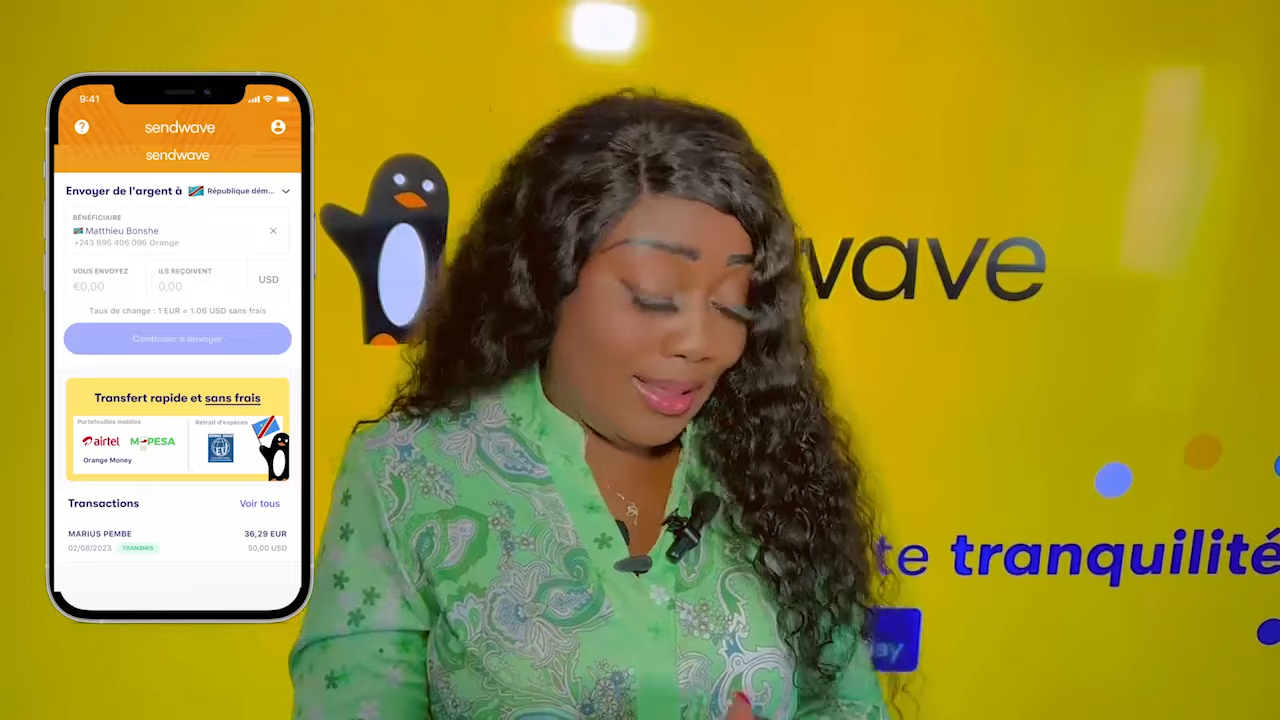 9:41
sendwave
sendwave
Envoyer de l'argent à République dém...
BÉNÉFICIAIRE
Matthieu Bonshe
+243 895 406 096 Orange
VOUS ENVOYEZ
ILS REÇOIVENT
USD
€0,00
0,00
Taux de change : 1 EUR = 1.06 USD sans frais
Continuer à envoyer
Transfert rapide et sans frais
Portefeuilles mobiles
Retrait d'espèces
airtel
M-PESA
Orange Money
Transactions
Voir tous
MARIUS PEMBE
36,29 EUR
02/08/2023
TRANSMIS
50,00 USD
wave
te tranquilité
ay